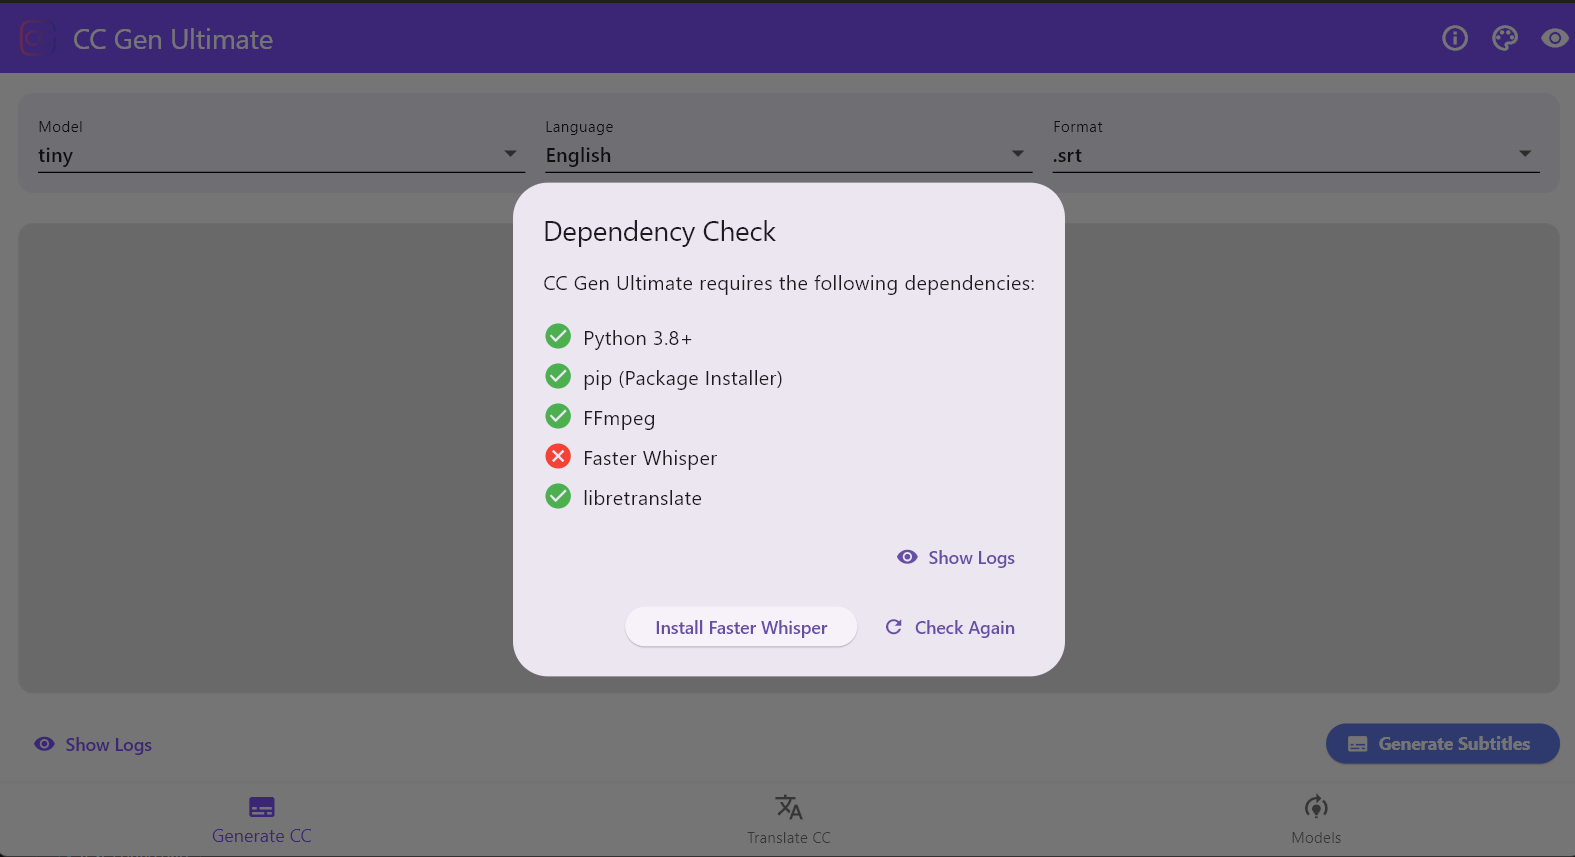 CC Gen Ultimate
Model
Language
Format
tiny
English
.srt
Dependency Check
CC Gen Ultimate requires the following dependencies:
Python 3.8+
pip (Package Installer)
FFmpeg
Faster Whisper
libretranslate
Show Logs
Install Faster Whisper
Check Again
Show Logs
Generate Subtitles
Generate CC
Translate CC
Models